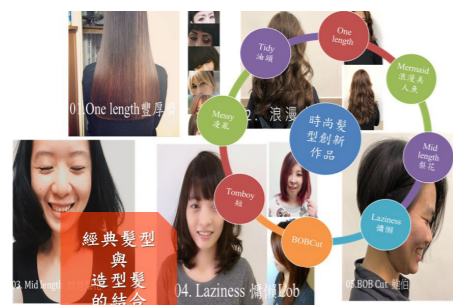 One
length
Mermaid
浪漫美
人魚
Mid
length
梨花
Laziness
慵懶
BOBCut
Tomboy
短
Messy
凌亂
Tidy
油頭
時尚髮
型創新
作品
01.One length豐厚
浪漫
03. Mid length
04. Laziness 慵懶Lob
05.BOB Cut 鮑伯
經典髮型
與
造型髮
的結合